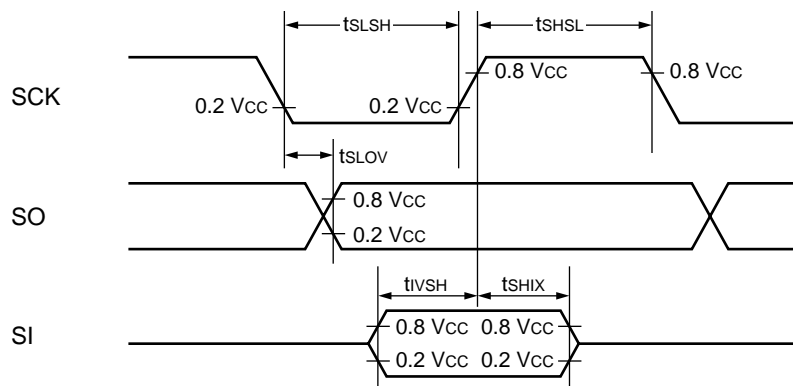 tSLSH tSHSL
SCK
0.8 VCC 0.8 VCC
0.2 VCC 0.2 VCC
tSLOV
SO
0.8 VCC
0.2 VCC
tIVSH tSHIX
SI
0.8 VCC 0.8 VCC
0.2 VCC 0.2 VCC